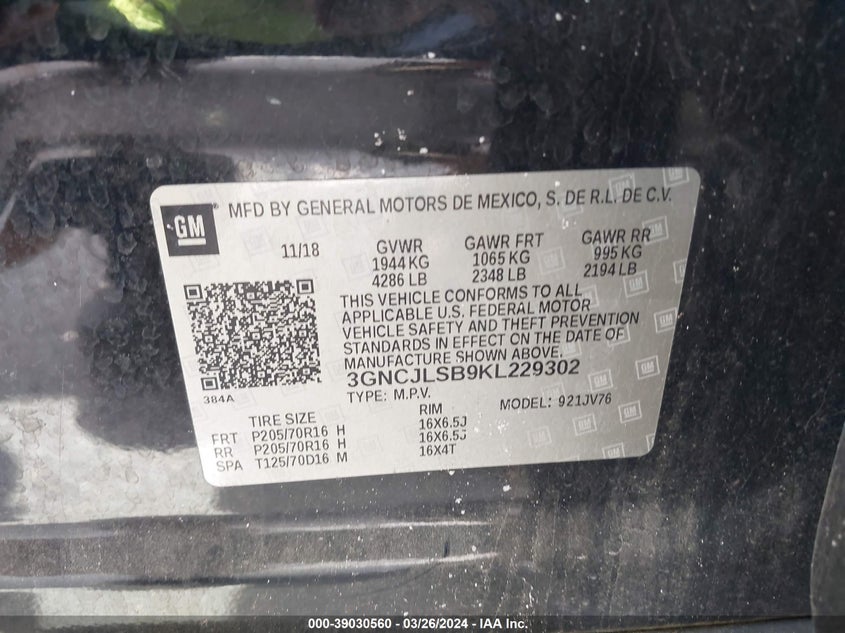 GM
MFD BY GENERAL MOTORS DE MEXICO, S. DE R.L. DE C.V.
11/18 GVWR GAWR FRT GAWR RR
1944 KG 1065 KG 995 KG
4286 LB 2348 LB 2194 LB
THIS VEHICLE CONFORMS TO ALL
APPLICABLE U.S. FEDERAL MOTOR
VEHICLE SAFETY AND THEFT PREVENTION
STANDARDS IN EFFECT ON THE DATE OF
MANUFACTURE SHOWN ABOVE.
384A
3GNCJLSB9KL229302
TYPE: M.P.V. MODEL: 921JV76
TIRE SIZE RIM
FRT P205/70R16 H 16X6.5J
RR P205/70R16 H 16X6.5J
SPA T125/70D16 M 16X4T
000-39030560 - 03/26/2024 - IAA Inc.